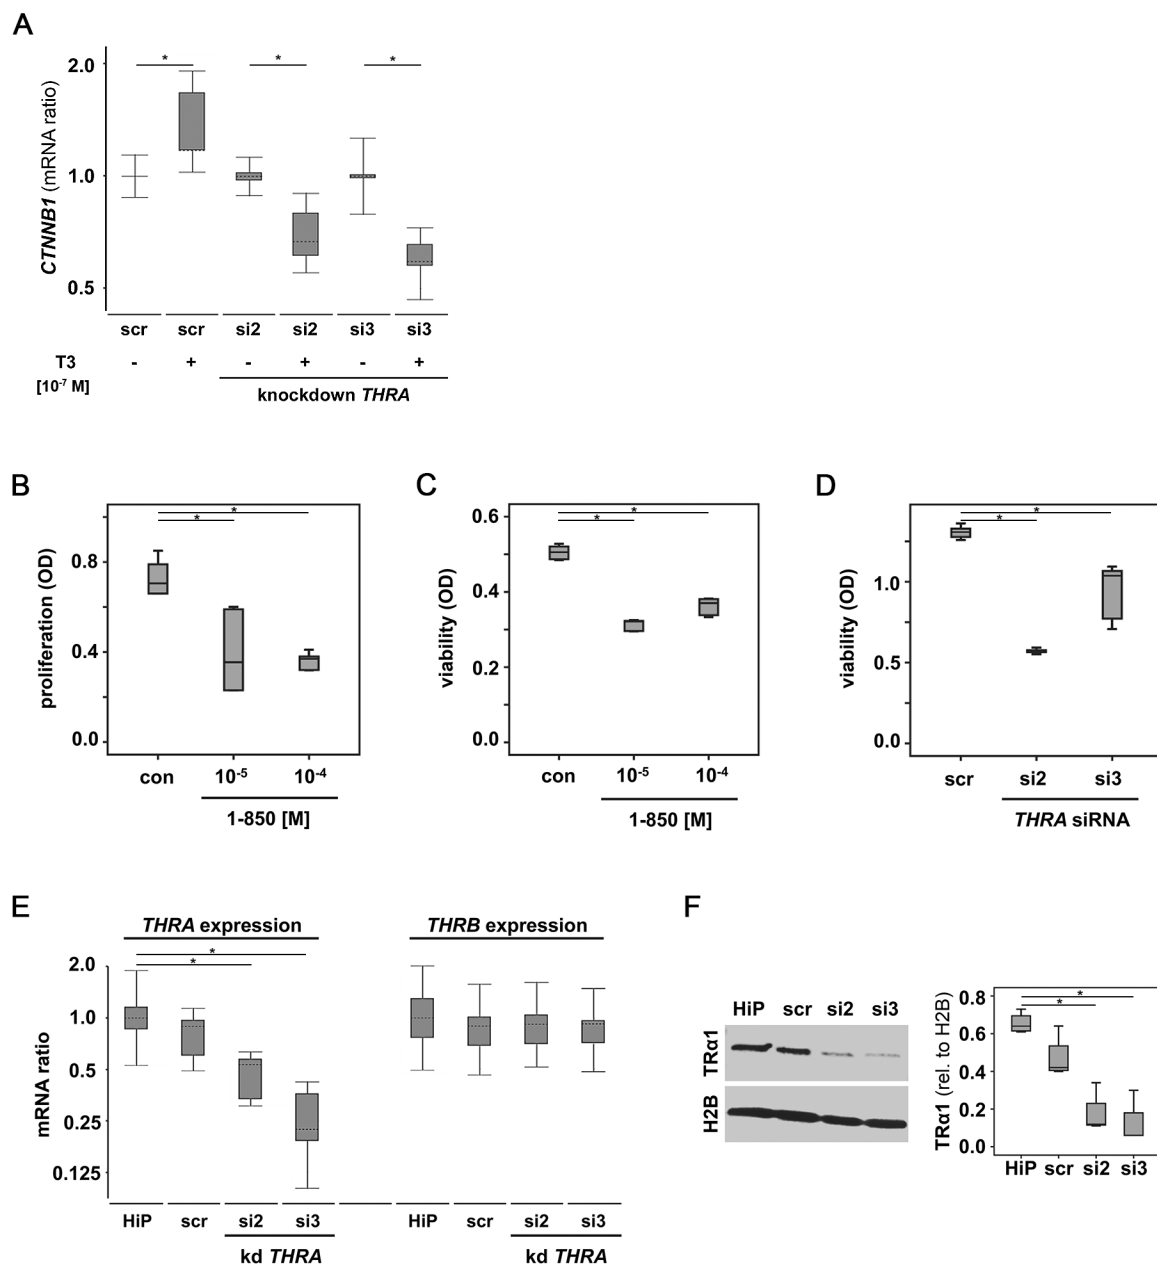 A
CTNNB1 (mRNA ratio)
2.0
1.0
0.5
* * *
scr scr si2 si2 si3 si3
T3 - + - + - +
[10-7 M]
knockdown THRA
B
proliferation (OD)
0.8
0.4
0.0
*
*
con 10-5 10-4
1-850 [M]
C
viability (OD)
0.6
0.4
0.2
0.0
*
*
con 10-5 10-4
1-850 [M]
D
viability (OD)
1.0
0.5
0.0
*
*
scr si2 si3
THRA siRNA
E
mRNA ratio
THRA expression
THRB expression
*
*
2.0
1.0
0.5
0.25
0.125
HiP scr si2 si3 HiP scr si2 si3
kd THRA kd THRA
F
HiP scr si2 si3
TRα1
H2B
TRα1 (rel. to H2B)
0.8
0.6
0.4
0.2
0.0
*
*
HiP scr si2 si3